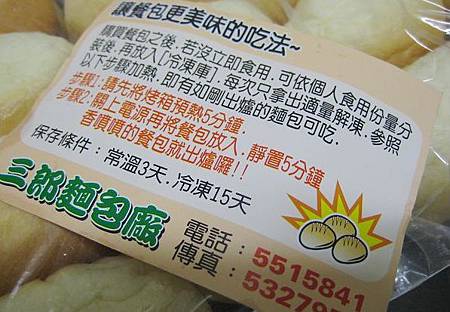 讓餐包更美味的吃法~
購買餐包之後.若沒立即食用.可依個人食用份量分
裝後.再放入『冷凍庫』.每次只拿出適量解凍.參照
以下步驟加熱.即有如剛出爐的麵包可吃.
步驟1:請先將烤箱預熱5分鐘.
步驟2:關上電源再將餐包放入.靜置5分鐘
香噴噴的餐包就出爐囉!!
保存條件:常溫3天.冷凍15天
三郎麵包廠
電話:5515841
傳真:53279